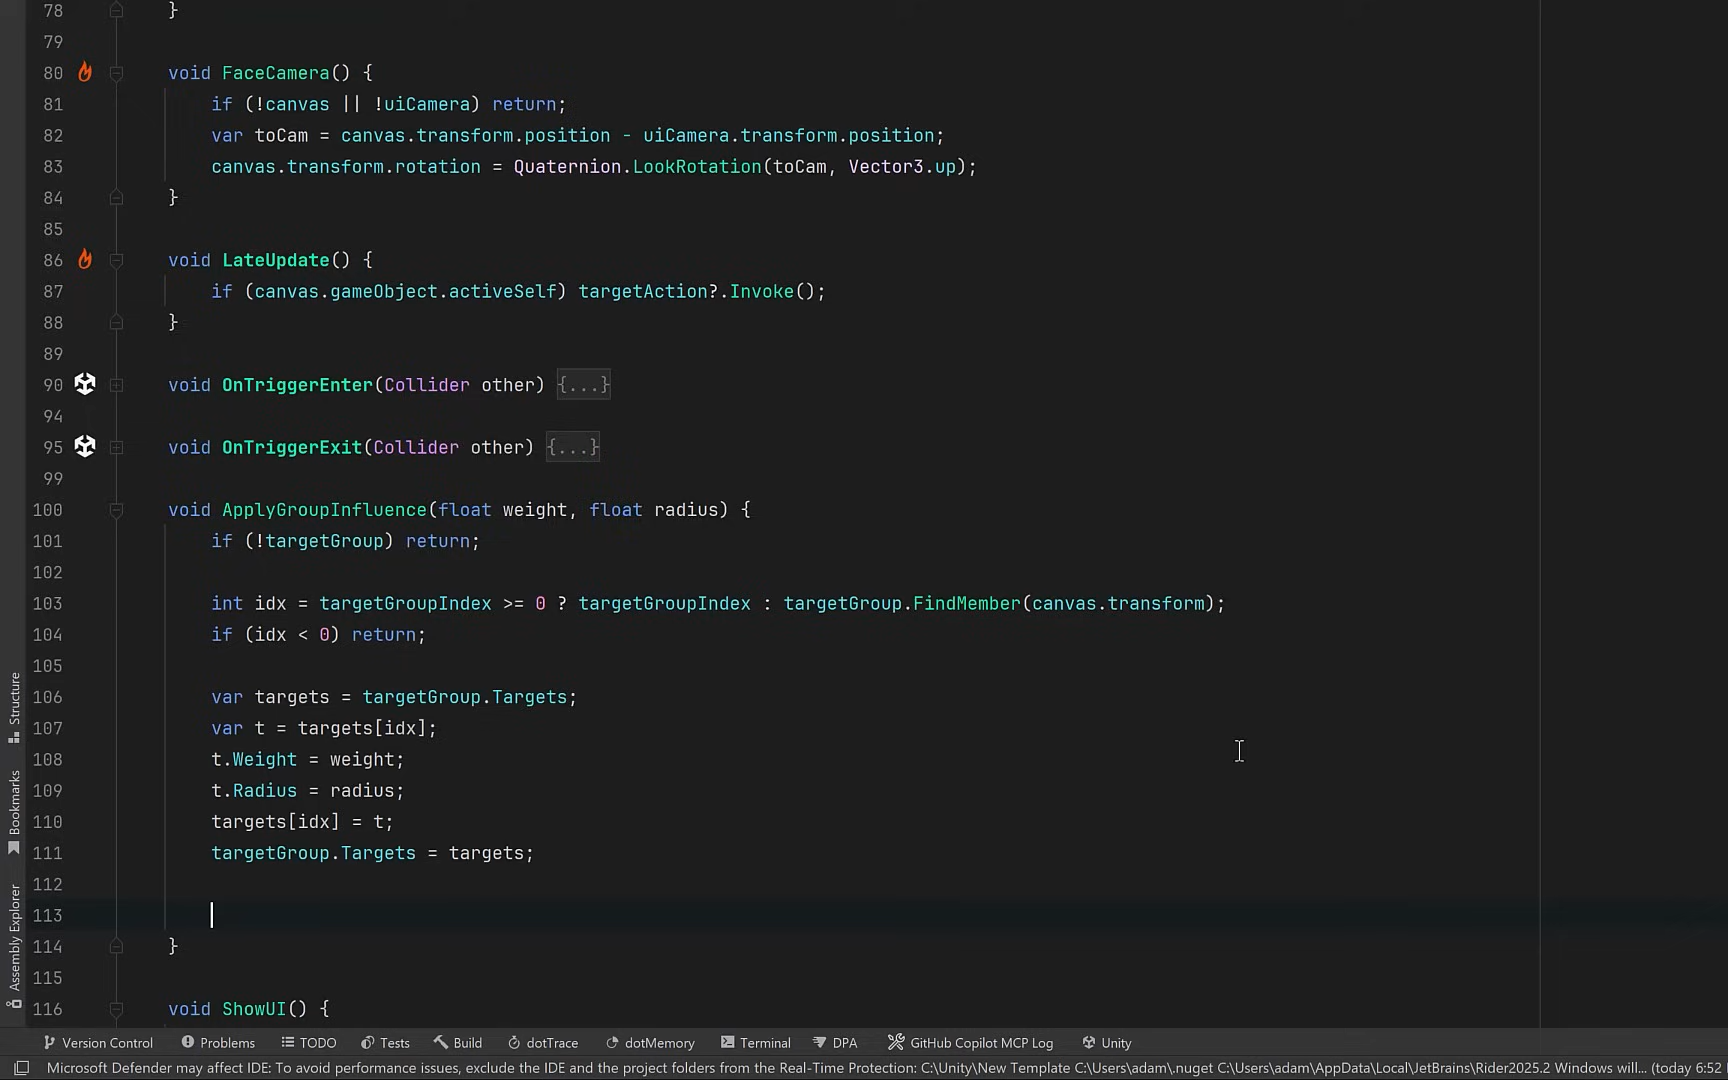 78 }
79
80 void FaceCamera() {
81 if (!canvas || !uiCamera) return;
82 var toCam = canvas.transform.position - uiCamera.transform.position;
83 canvas.transform.rotation = Quaternion.LookRotation(toCam, Vector3.up);
84 }
85
86 void LateUpdate() {
87 if (canvas.gameObject.activeSelf) targetAction?.Invoke();
88 }
89
90 void OnTriggerEnter(Collider other) {...}
94
95 void OnTriggerExit(Collider other) {...}
99
100 void ApplyGroupInfluence(float weight, float radius) {
101 if (!targetGroup) return;
102
103 int idx = targetGroupIndex >= 0 ? targetGroupIndex : targetGroup.FindMember(canvas.transform);
104 if (idx < 0) return;
105
106 var targets = targetGroup.Targets;
107 var t = targets[idx];
108 t.Weight = weight;
109 t.Radius = radius;
110 targets[idx] = t;
111 targetGroup.Targets = targets;
112
113
114 }
115
116 void ShowUI() {
Structure
Bookmarks
Assembly Explorer
Version Control Problems TODO Tests Build dotTrace dotMemory Terminal DPA GitHub Copilot MCP Log Unity
Microsoft Defender may affect IDE: To avoid performance issues, exclude the IDE and the project folders from the Real-Time Protection: C:\Unity\New Template C:\Users\adam\.nuget C:\Users\adam\AppData\Local\JetBrains\Rider2025.2 Windows will... (today 6:52